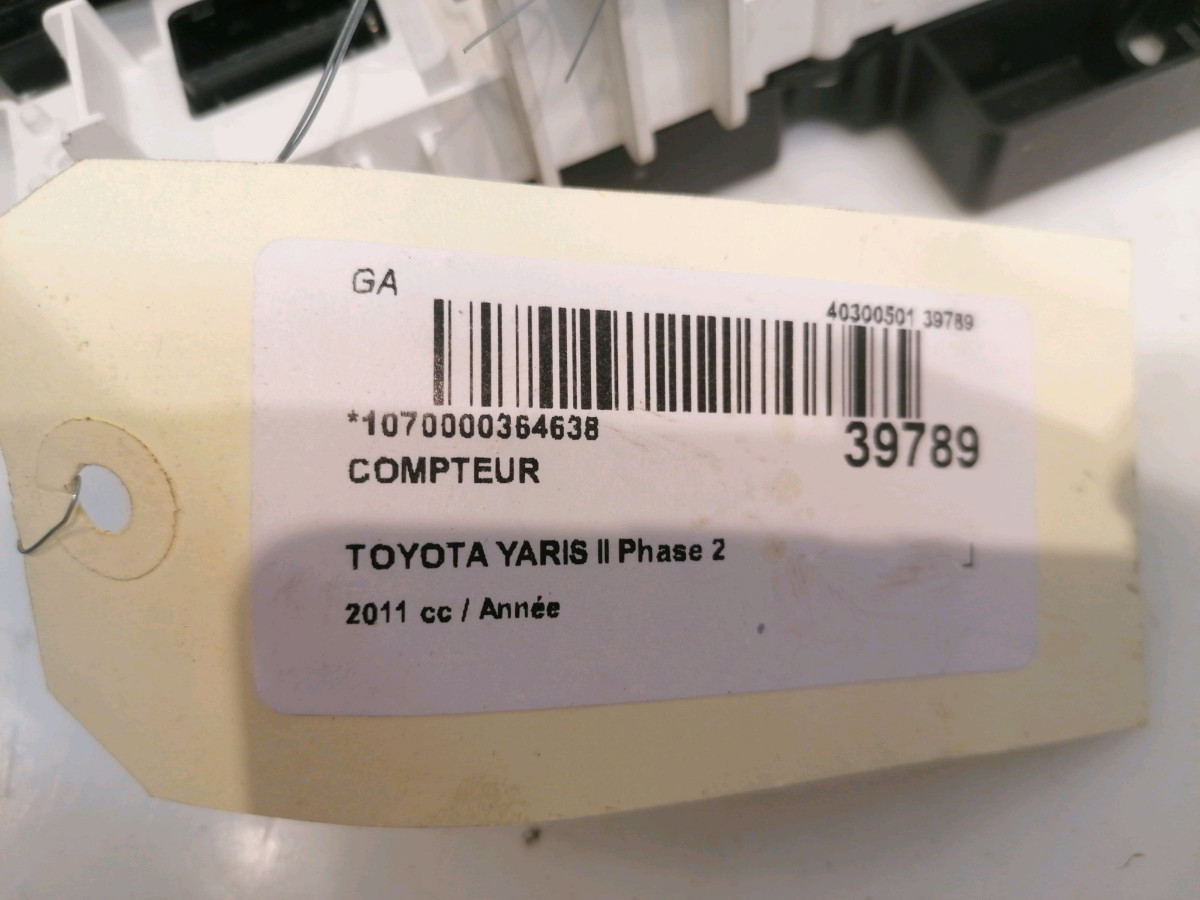 GA
40300501 39789
*1070000364638
39789
COMPTEUR
TOYOTA YARIS II Phase 2
2011 cc / Année